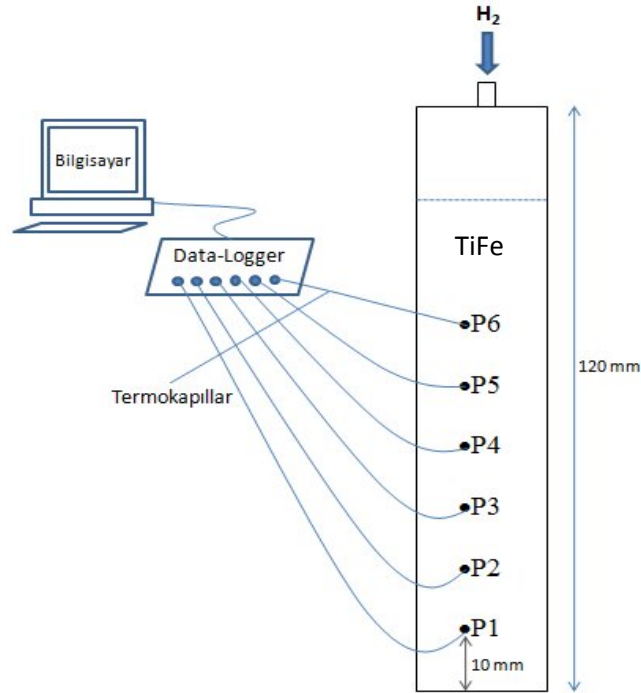 H₂
Bilgisayar
Data-Logger
TiFe
P6
P5
120 mm
Termokapıllar
P4
P3
P2
P1
10 mm